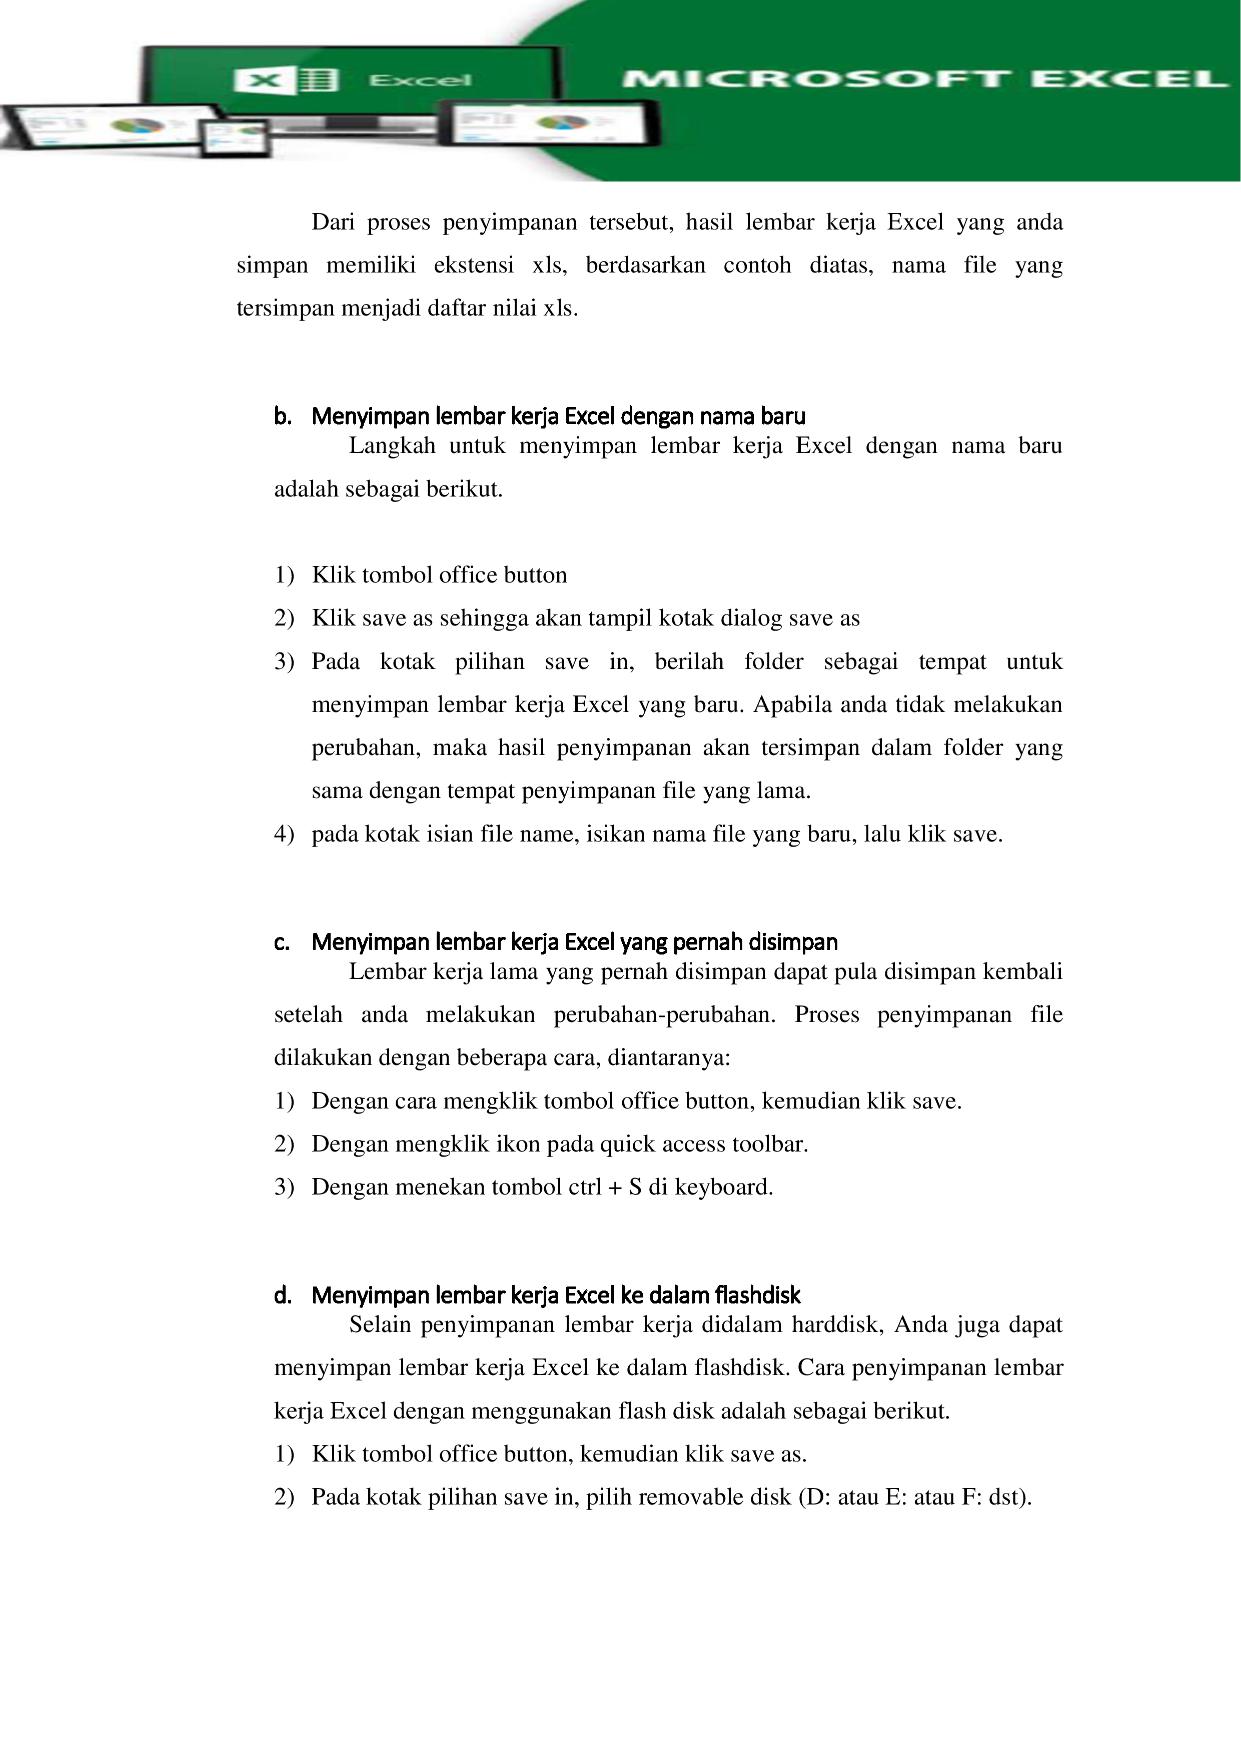 Excel
MICROSOFT EXCEL
Dari proses penyimpanan tersebut, hasil lembar kerja Excel yang anda
simpan memiliki ekstensi xls, berdasarkan contoh diatas, nama file yang
tersimpan menjadi daftar nilai xls.
b. Menyimpan lembar kerja Excel dengan nama baru
Langkah untuk menyimpan lembar kerja Excel dengan nama baru
adalah sebagai berikut.
1) Klik tombol office button
2) Klik save as sehingga akan tampil kotak dialog save as
3) Pada kotak pilihan save in, berilah folder sebagai tempat untuk
menyimpan lembar kerja Excel yang baru. Apabila anda tidak melakukan
perubahan, maka hasil penyimpanan akan tersimpan dalam folder yang
sama dengan tempat penyimpanan file yang lama.
4) pada kotak isian file name, isikan nama file yang baru, lalu klik save.
c. Menyimpan lembar kerja Excel yang pernah disimpan
Lembar kerja lama yang pernah disimpan dapat pula disimpan kembali
setelah anda melakukan perubahan-perubahan. Proses penyimpanan file
dilakukan dengan beberapa cara, diantaranya:
1) Dengan cara mengklik tombol office button, kemudian klik save.
2) Dengan mengklik ikon pada quick access toolbar.
3) Dengan menekan tombol ctrl + S di keyboard.
d. Menyimpan lembar kerja Excel ke dalam flashdisk
Selain penyimpanan lembar kerja didalam harddisk, Anda juga dapat
menyimpan lembar kerja Excel ke dalam flashdisk. Cara penyimpanan lembar
kerja Excel dengan menggunakan flash disk adalah sebagai berikut.
1) Klik tombol office button, kemudian klik save as.
2) Pada kotak pilihan save in, pilih removable disk (D: atau E: atau F: dst).